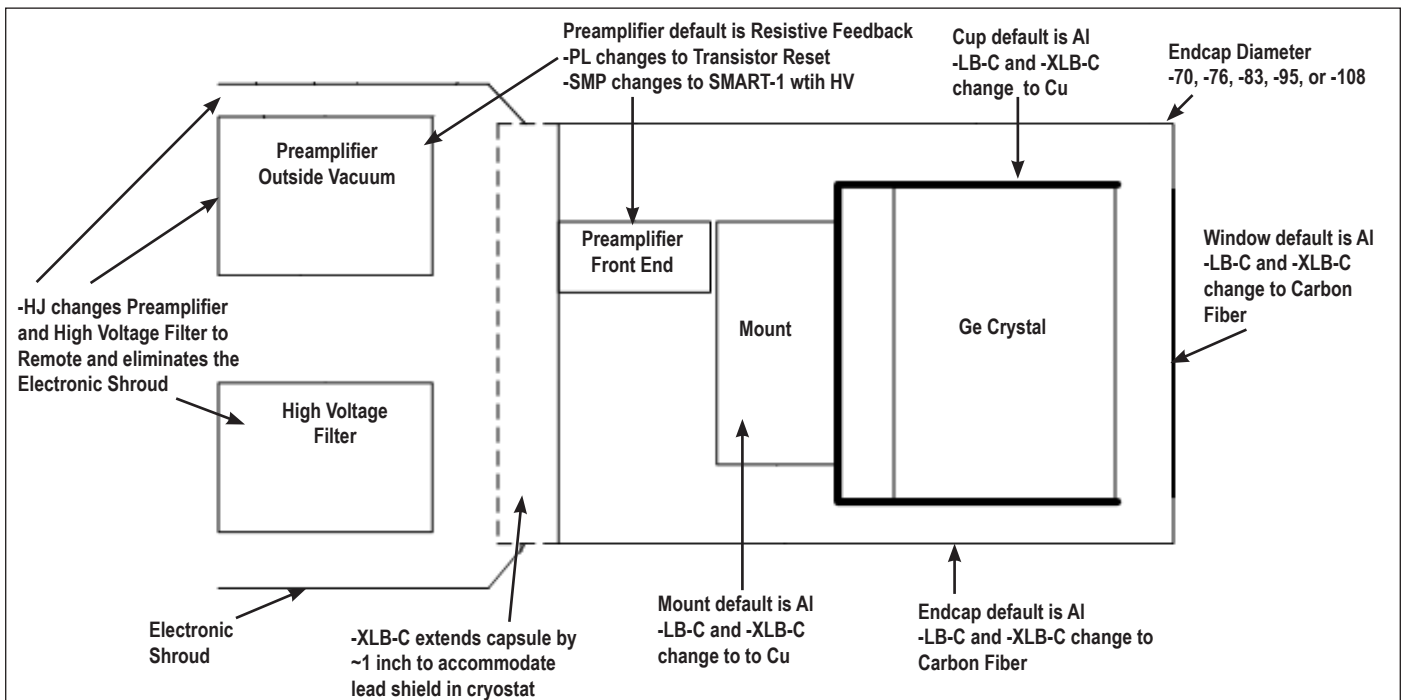 Preamplifier default is Resistive Feedback
-PL changes to Transistor Reset
-SMP changes to SMART-1 wtih HV
Cup default is Al
-LB-C and -XLB-C
change to Cu
Endcap Diameter
-70, -76, -83, -95, or -108
Preamplifier
Outside Vacuum
Preamplifier
Front End
Window default is Al
-LB-C and -XLB-C
change to Carbon
Fiber
-HJ changes Preamplifier
and High Voltage Filter to
Remote and eliminates the
Electronic Shroud
Mount
Ge Crystal
High Voltage
Filter
Electronic
Shroud
-XLB-C extends capsule by
~1 inch to accommodate
lead shield in cryostat
Mount default is Al
-LB-C and -XLB-C
change to to Cu
Endcap default is Al
-LB-C and -XLB-C change to
Carbon Fiber